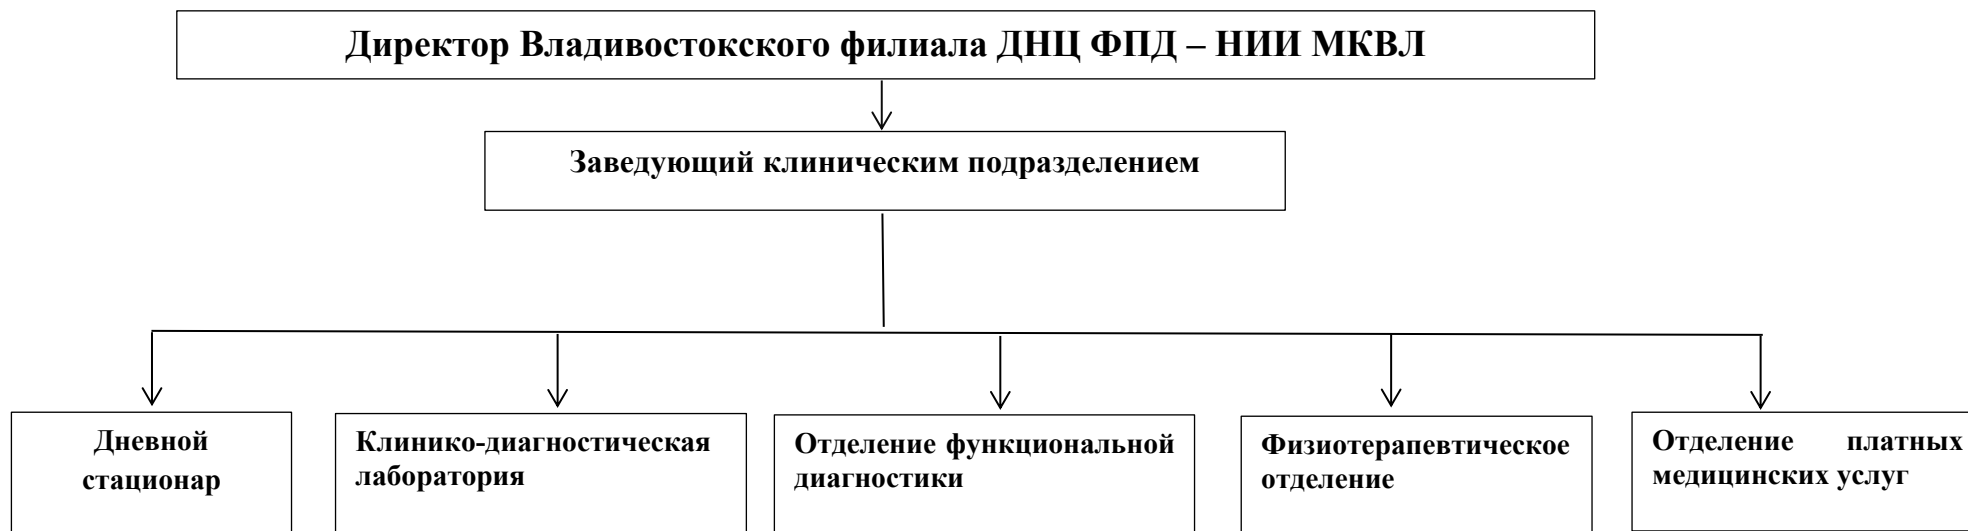 Директор Владивостокского филиала ДНЦ ФПД – НИИ МКВЛ
Заведующий клиническим подразделением
Дневной
стационар
Клинико-диагностическая
лаборатория
Отделение функциональной
диагностики
Физиотерапевтическое
отделение
Отделение платных
медицинских услуг